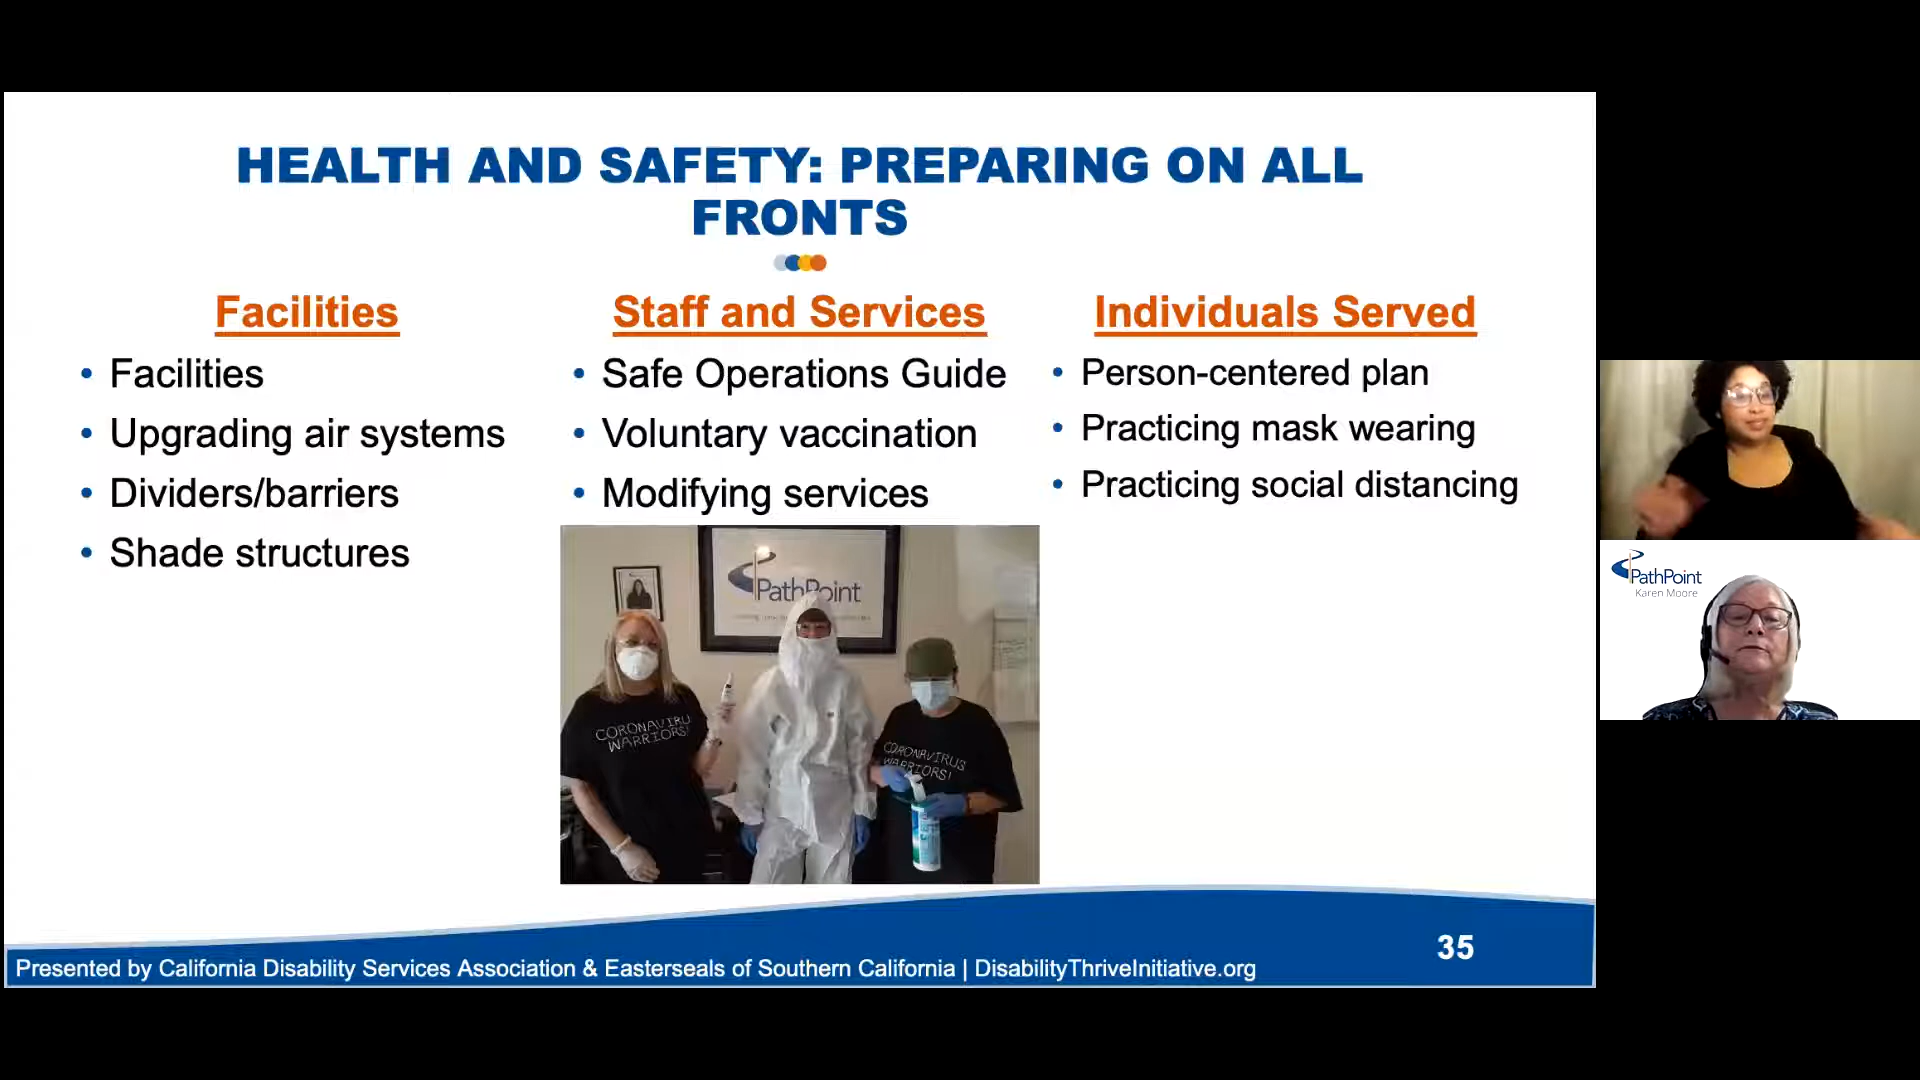 HEALTH AND SAFETY: PREPARING ON ALL
FRONTS
Facilities
• Facilities
• Upgrading air systems
• Dividers/barriers
• Shade structures
Staff and Services
• Safe Operations Guide
• Voluntary vaccination
• Modifying services
Individuals Served
• Person-centered plan
• Practicing mask wearing
• Practicing social distancing
PathPoint
CORONAVIRU
WARRIORS!
CORONAVIRUS
WARRIORS!
35
Presented by California Disability Services Association & Easterseals of Southern California | DisabilityThriveInitiative.org
PathPoint
Karen Moore